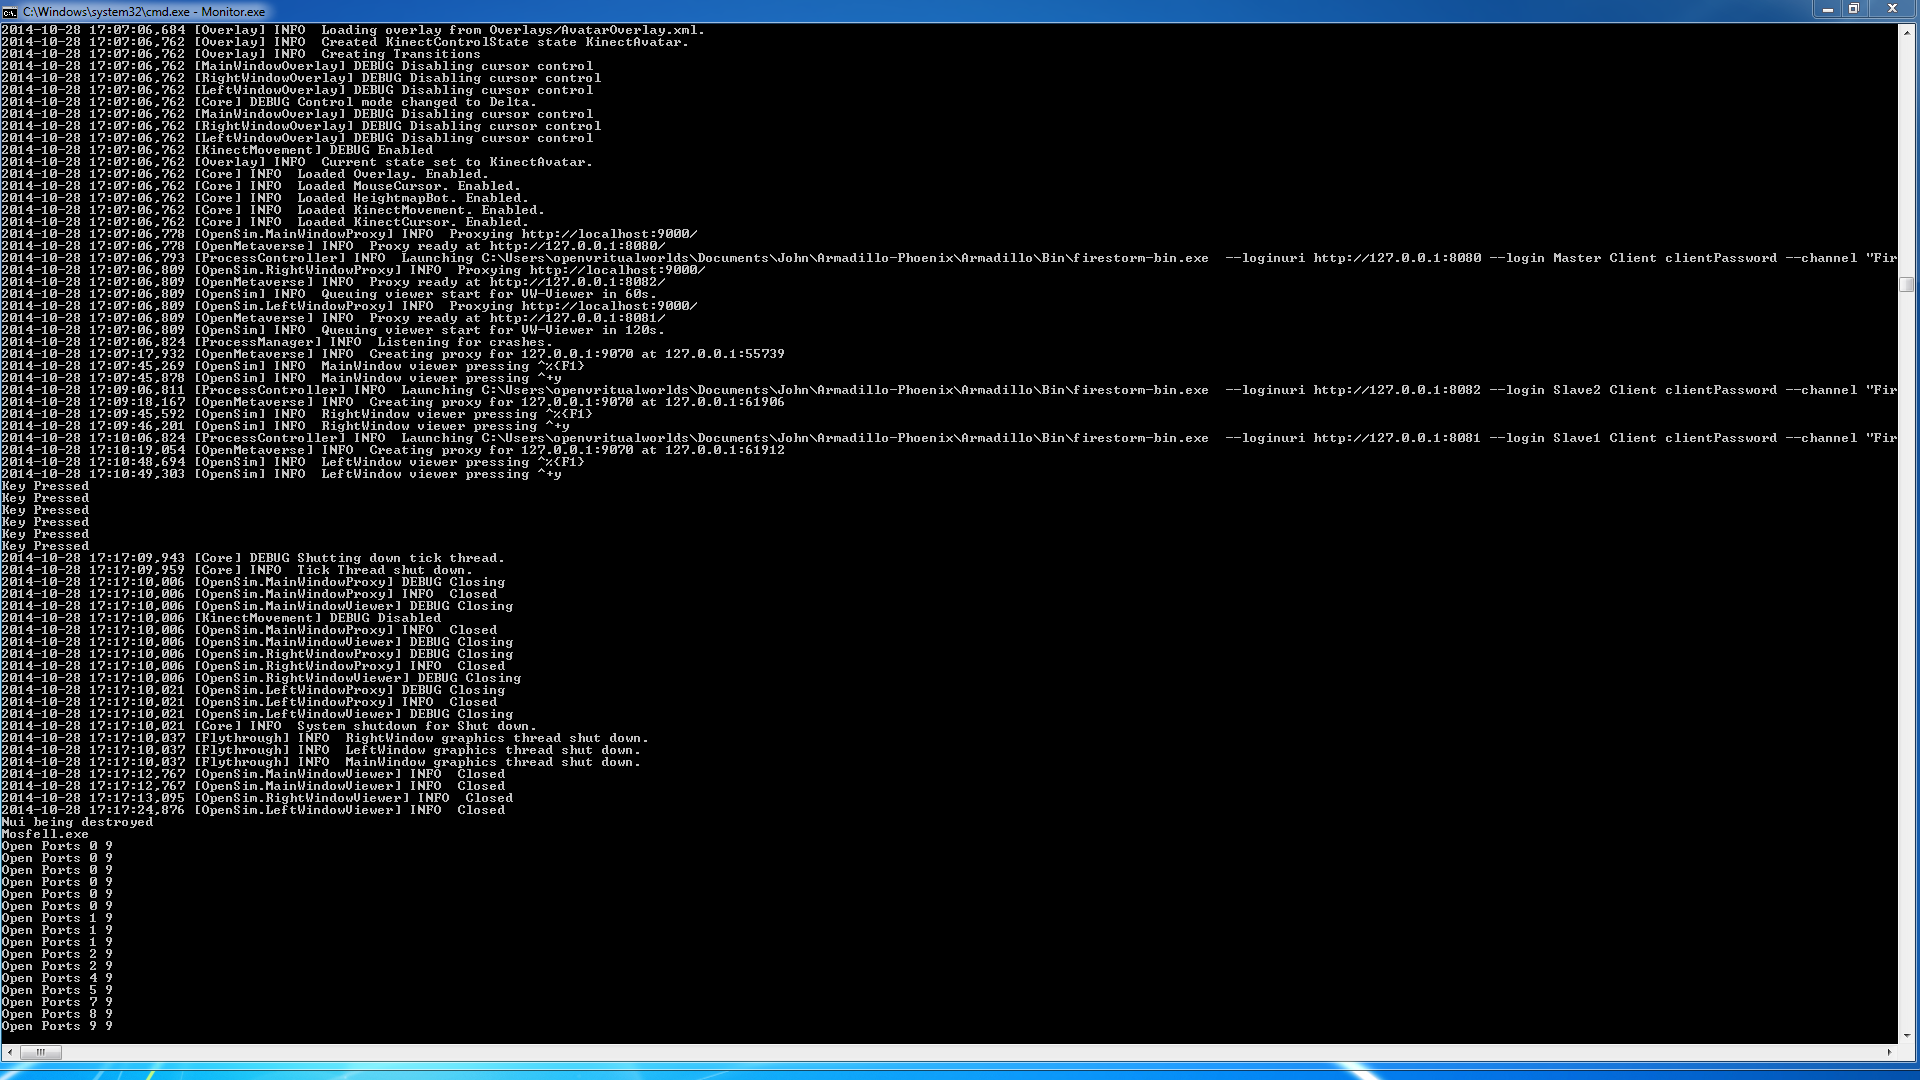 C:\Windows\system32\cmd.exe - Monitor.exe
2014-10-28 17:07:06,684 [Overlay] INFO  Loading overlay from Overlays/AvatarOverlay.xml.
2014-10-28 17:07:06,762 [Overlay] INFO  Created KinectControlState state KinectAvatar.
2014-10-28 17:07:06,762 [Overlay] INFO  Creating Transitions
2014-10-28 17:07:06,762 [MainWindowOverlay] DEBUG Disabling cursor control
2014-10-28 17:07:06,762 [RightWindowOverlay] DEBUG Disabling cursor control
2014-10-28 17:07:06,762 [LeftWindowOverlay] DEBUG Disabling cursor control
2014-10-28 17:07:06,762 [Core] DEBUG Control mode changed to Delta.
2014-10-28 17:07:06,762 [MainWindowOverlay] DEBUG Disabling cursor control
2014-10-28 17:07:06,762 [RightWindowOverlay] DEBUG Disabling cursor control
2014-10-28 17:07:06,762 [LeftWindowOverlay] DEBUG Disabling cursor control
2014-10-28 17:07:06,762 [KinectMovement] DEBUG Enabled
2014-10-28 17:07:06,762 [Overlay] INFO  Current state set to KinectAvatar.
2014-10-28 17:07:06,762 [Core] INFO  Loaded Overlay. Enabled.
2014-10-28 17:07:06,762 [Core] INFO  Loaded MouseCursor. Enabled.
2014-10-28 17:07:06,762 [Core] INFO  Loaded HeightmapBot. Enabled.
2014-10-28 17:07:06,762 [Core] INFO  Loaded KinectMovement. Enabled.
2014-10-28 17:07:06,762 [Core] INFO  Loaded KinectCursor. Enabled.
2014-10-28 17:07:06,778 [OpenSim.MainWindowProxy] INFO  Proxying http://localhost:9000/
2014-10-28 17:07:06,778 [OpenMetaverse] INFO  Proxy ready at http://127.0.0.1:8080/
2014-10-28 17:07:06,793 [ProcessController] INFO  Launching C:\Users\openvritualworlds\Documents\John\Armadillo-Phoenix\Armadillo\Bin\firestorm-bin.exe  --loginuri http://127.0.0.1:8080 --login Master Client clientPassword --channel "Fir
2014-10-28 17:07:06,809 [OpenSim.RightWindowProxy] INFO  Proxying http://localhost:9000/
2014-10-28 17:07:06,809 [OpenMetaverse] INFO  Proxy ready at http://127.0.0.1:8082/
2014-10-28 17:07:06,809 [OpenSim] INFO  Queuing viewer start for VW-Viewer in 60s.
2014-10-28 17:07:06,809 [OpenSim.LeftWindowProxy] INFO  Proxying http://localhost:9000/
2014-10-28 17:07:06,809 [OpenMetaverse] INFO  Proxy ready at http://127.0.0.1:8081/
2014-10-28 17:07:06,809 [OpenSim] INFO  Queuing viewer start for VW-Viewer in 120s.
2014-10-28 17:07:06,824 [ProcessManager] INFO  Listening for crashes.
2014-10-28 17:07:17,932 [OpenMetaverse] INFO  Creating proxy for 127.0.0.1:9070 at 127.0.0.1:55739
2014-10-28 17:07:45,269 [OpenSim] INFO  MainWindow viewer pressing ^%{F1}
2014-10-28 17:07:45,878 [OpenSim] INFO  MainWindow viewer pressing ^+y
2014-10-28 17:09:06,811 [ProcessController] INFO  Launching C:\Users\openvritualworlds\Documents\John\Armadillo-Phoenix\Armadillo\Bin\firestorm-bin.exe  --loginuri http://127.0.0.1:8082 --login Slave2 Client clientPassword --channel "Fir
2014-10-28 17:09:18,167 [OpenMetaverse] INFO  Creating proxy for 127.0.0.1:9070 at 127.0.0.1:61906
2014-10-28 17:09:45,592 [OpenSim] INFO  RightWindow viewer pressing ^%{F1}
2014-10-28 17:09:46,201 [OpenSim] INFO  RightWindow viewer pressing ^+y
2014-10-28 17:10:06,824 [ProcessController] INFO  Launching C:\Users\openvritualworlds\Documents\John\Armadillo-Phoenix\Armadillo\Bin\firestorm-bin.exe  --loginuri http://127.0.0.1:8081 --login Slave1 Client clientPassword --channel "Fir
2014-10-28 17:10:19,054 [OpenMetaverse] INFO  Creating proxy for 127.0.0.1:9070 at 127.0.0.1:61912
2014-10-28 17:10:48,694 [OpenSim] INFO  LeftWindow viewer pressing ^%{F1}
2014-10-28 17:10:49,303 [OpenSim] INFO  LeftWindow viewer pressing ^+y
Key Pressed
Key Pressed
Key Pressed
Key Pressed
Key Pressed
Key Pressed
2014-10-28 17:17:09,943 [Core] DEBUG Shutting down tick thread.
2014-10-28 17:17:09,959 [Core] INFO  Tick Thread shut down.
2014-10-28 17:17:10,006 [OpenSim.MainWindowProxy] DEBUG Closing
2014-10-28 17:17:10,006 [OpenSim.MainWindowProxy] INFO  Closed
2014-10-28 17:17:10,006 [OpenSim.MainWindowViewer] DEBUG Closing
2014-10-28 17:17:10,006 [KinectMovement] DEBUG Disabled
2014-10-28 17:17:10,006 [OpenSim.MainWindowProxy] INFO  Closed
2014-10-28 17:17:10,006 [OpenSim.MainWindowViewer] DEBUG Closing
2014-10-28 17:17:10,006 [OpenSim.RightWindowProxy] DEBUG Closing
2014-10-28 17:17:10,006 [OpenSim.RightWindowProxy] INFO  Closed
2014-10-28 17:17:10,006 [OpenSim.RightWindowViewer] DEBUG Closing
2014-10-28 17:17:10,021 [OpenSim.LeftWindowProxy] DEBUG Closing
2014-10-28 17:17:10,021 [OpenSim.LeftWindowProxy] INFO  Closed
2014-10-28 17:17:10,021 [OpenSim.LeftWindowViewer] DEBUG Closing
2014-10-28 17:17:10,021 [Core] INFO  System shutdown for Shut down.
2014-10-28 17:17:10,037 [Flythrough] INFO  RightWindow graphics thread shut down.
2014-10-28 17:17:10,037 [Flythrough] INFO  LeftWindow graphics thread shut down.
2014-10-28 17:17:10,037 [Flythrough] INFO  MainWindow graphics thread shut down.
2014-10-28 17:17:12,767 [OpenSim.MainWindowViewer] INFO  Closed
2014-10-28 17:17:12,767 [OpenSim.MainWindowViewer] INFO  Closed
2014-10-28 17:17:13,095 [OpenSim.RightWindowViewer] INFO  Closed
2014-10-28 17:17:24,876 [OpenSim.LeftWindowViewer] INFO  Closed
Nui being destroyed
Mosfell.exe
Open Ports 0 9
Open Ports 0 9
Open Ports 0 9
Open Ports 0 9
Open Ports 0 9
Open Ports 0 9
Open Ports 1 9
Open Ports 1 9
Open Ports 1 9
Open Ports 2 9
Open Ports 2 9
Open Ports 4 9
Open Ports 5 9
Open Ports 7 9
Open Ports 8 9
Open Ports 9 9